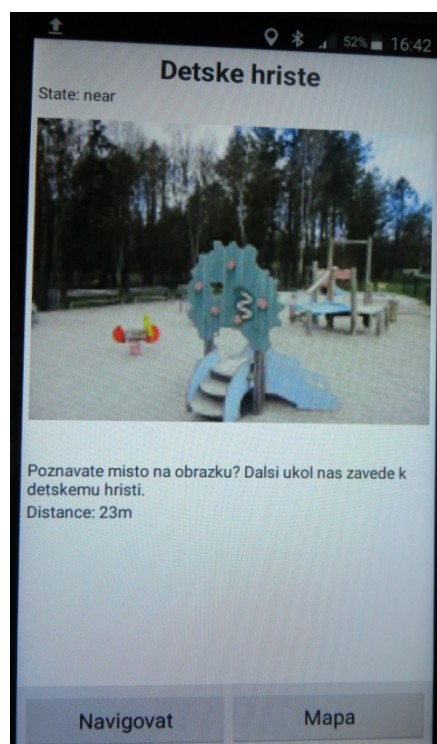 52% 16:42
Detske hriste
State: near
Poznavate misto na obrazku? Dalsi ukol nas zavede k
detskemu hristi.
Distance: 23m
Navigovat Mapa